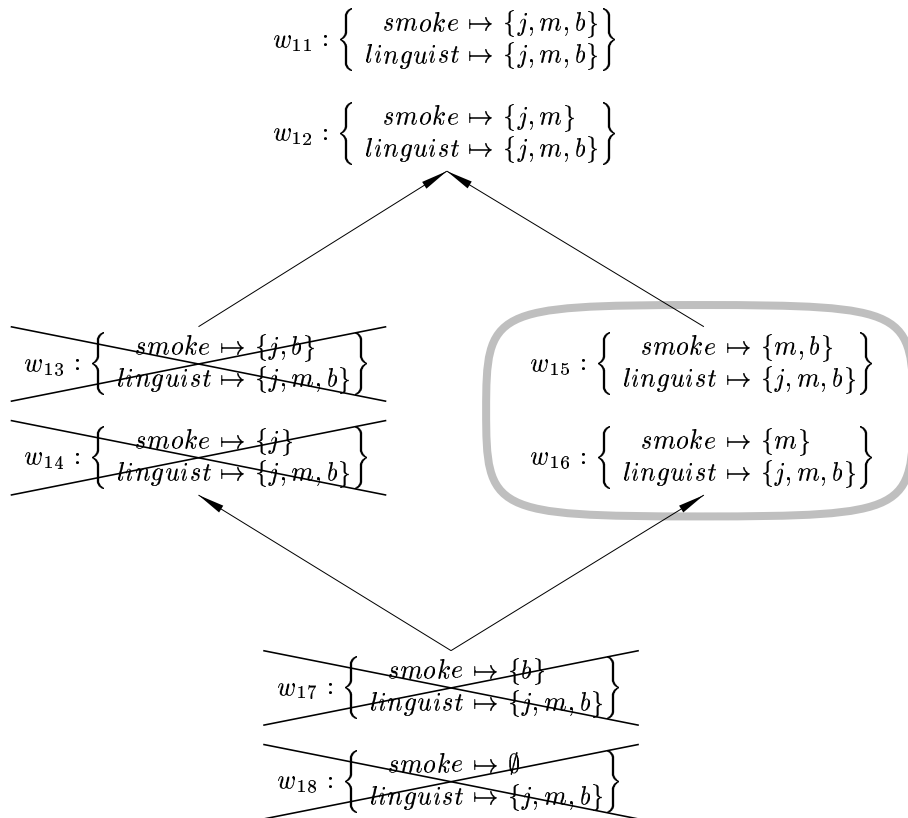 w₁₁ : { smoke ↦ {j, m, b}
linguist ↦ {j, m, b} }
w₁₂ : { smoke ↦ {j, m}
linguist ↦ {j, m, b} }
w₁₃ : { smoke ↦ {j, b}
linguist ↦ {j, m, b} }
w₁₄ : { smoke ↦ {j}
linguist ↦ {j, m, b} }
w₁₅ : { smoke ↦ {m, b}
linguist ↦ {j, m, b} }
w₁₆ : { smoke ↦ {m}
linguist ↦ {j, m, b} }
w₁₇ : { smoke ↦ {b}
linguist ↦ {j, m, b} }
w₁₈ : { smoke ↦ ∅
linguist ↦ {j, m, b} }